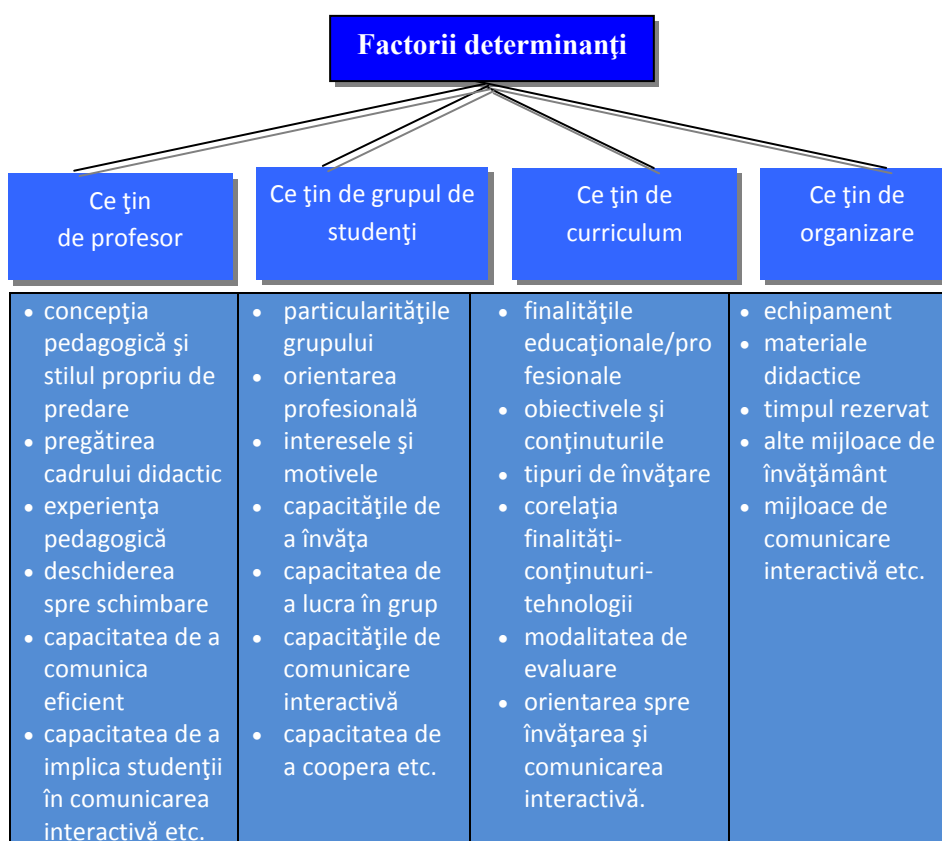 Factorii determinanţi
Ce ţin
de profesor
Ce ţin de grupul de
studenţi
Ce ţin de
curriculum
Ce ţin de
organizare
• concepţia
pedagogică şi
stilul propriu de
predare
• pregătirea
cadrului didactic
• experienţa
pedagogică
• deschiderea
spre schimbare
• capacitatea de a
comunica
eficient
• capacitatea de a
implica studenţii
în comunicarea
interactivă etc.
• particularităţile
grupului
• orientarea
profesională
• interesele şi
motivele
• capacităţile de
a învăţa
• capacitatea de
a lucra în grup
• capacităţile de
comunicare
interactivă
• capacitatea de
a coopera etc.
• finalităţile
educaţionale/pro
fesionale
• obiectivele şi
conţinuturile
• tipuri de învăţare
• corelaţia
finalităţi-
conţinuturi-
tehnologii
• modalitatea de
evaluare
• orientarea spre
învăţarea şi
comunicarea
interactivă.
• echipament
• materiale
didactice
• timpul rezervat
• alte mijloace de
învăţământ
• mijloace de
comunicare
interactivă etc.